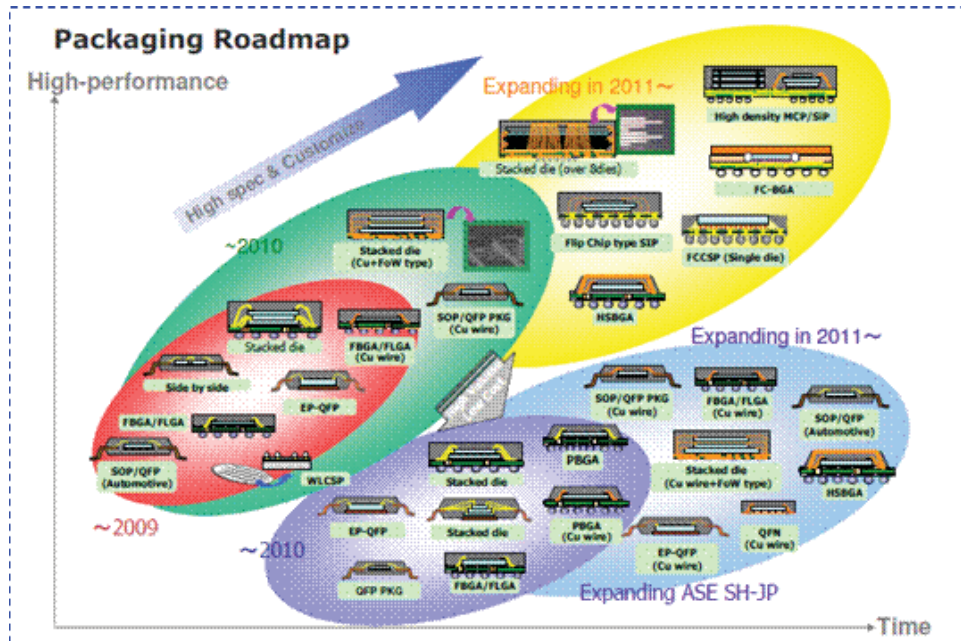 Packaging Roadmap
High-performance
High spec & Customize
Expanding in 2011~
High density MCP/SiP
Stacked die (over 8dies)
FC-BGA
~2010
Stacked die
(Cu+FoW type)
Flip Chip type SIP
FCCSP (Single die)
SOP/QFP PKG
(Cu wire)
HSBGA
Stacked die
FBGA/FLGA
(Cu wire)
Expanding in 2011~
Side by side
EP-QFP
SOP/QFP PKG
(Cu wire)
FBGA/FLGA
(Cu wire)
SOP/QFP
(Automotive)
FBGA/FLGA
SOP/QFP
(Automotive)
WLCSP
Stacked die
PBGA
Stacked die
(Cu wire+FoW type)
HSBGA
~2009
EP-QFP
Stacked die
PBGA
(Cu wire)
QFN
(Cu wire)
~2010
EP-QFP
(Cu wire)
QFP PKG
FBGA/FLGA
Expanding ASE SH-JP
Time